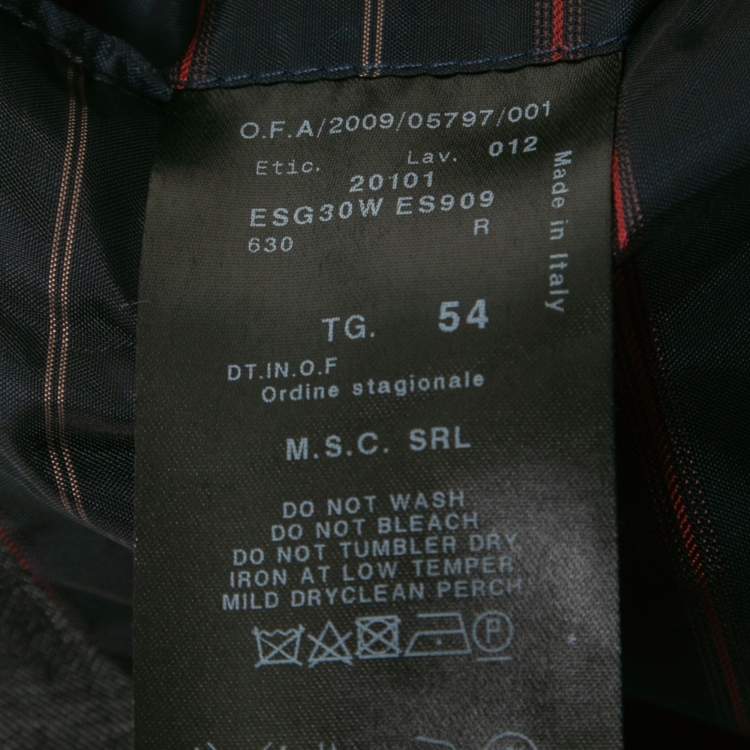 O.F.A/2009/05797/001
Etic. Lav. 012
20101
ESG30W ES909
630 R
Made in Italy
TG. 54
DT.IN.O.F
Ordine stagionale
M.S.C. SRL
DO NOT WASH
DO NOT BLEACH
DO NOT TUMBLER DRY
IRON AT LOW TEMPER
MILD DRYCLEAN PERCH
P